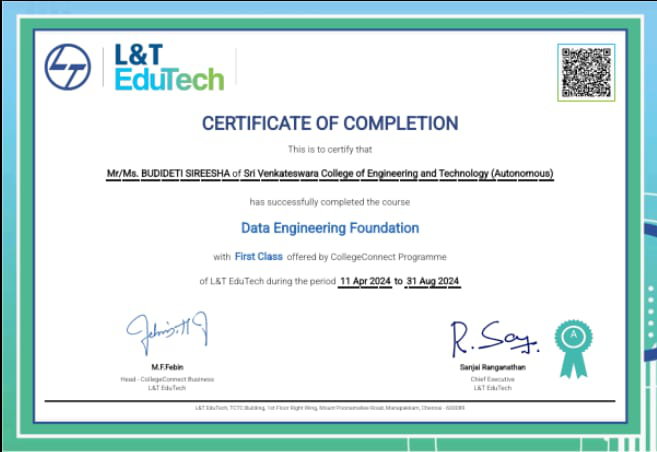 L&T
EduTech
CERTIFICATE OF COMPLETION
This is to certify that
Mr/Ms. BUDIDETI SIREESHA of Sri Venkateswara College of Engineering and Technology (Autonomous)
has successfully completed the course
Data Engineering Foundation
with First Class offered by CollegeConnect Programme
of L&T EduTech during the period 11 Apr 2024 to 31 Aug 2024
R. Say.
A
M.F.Febin
Sanjai Ranganathan
Head - CollegeConnect Business
Chief Executive
L&T EduTech
L&T EduTech
L&T EduTech, TCTC Building, 1st Floor Right Wing, Mount Poonamallee Road, Manapakkam, Chennai - 600089